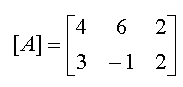 [A] = [4 6 2
3 −1 2]